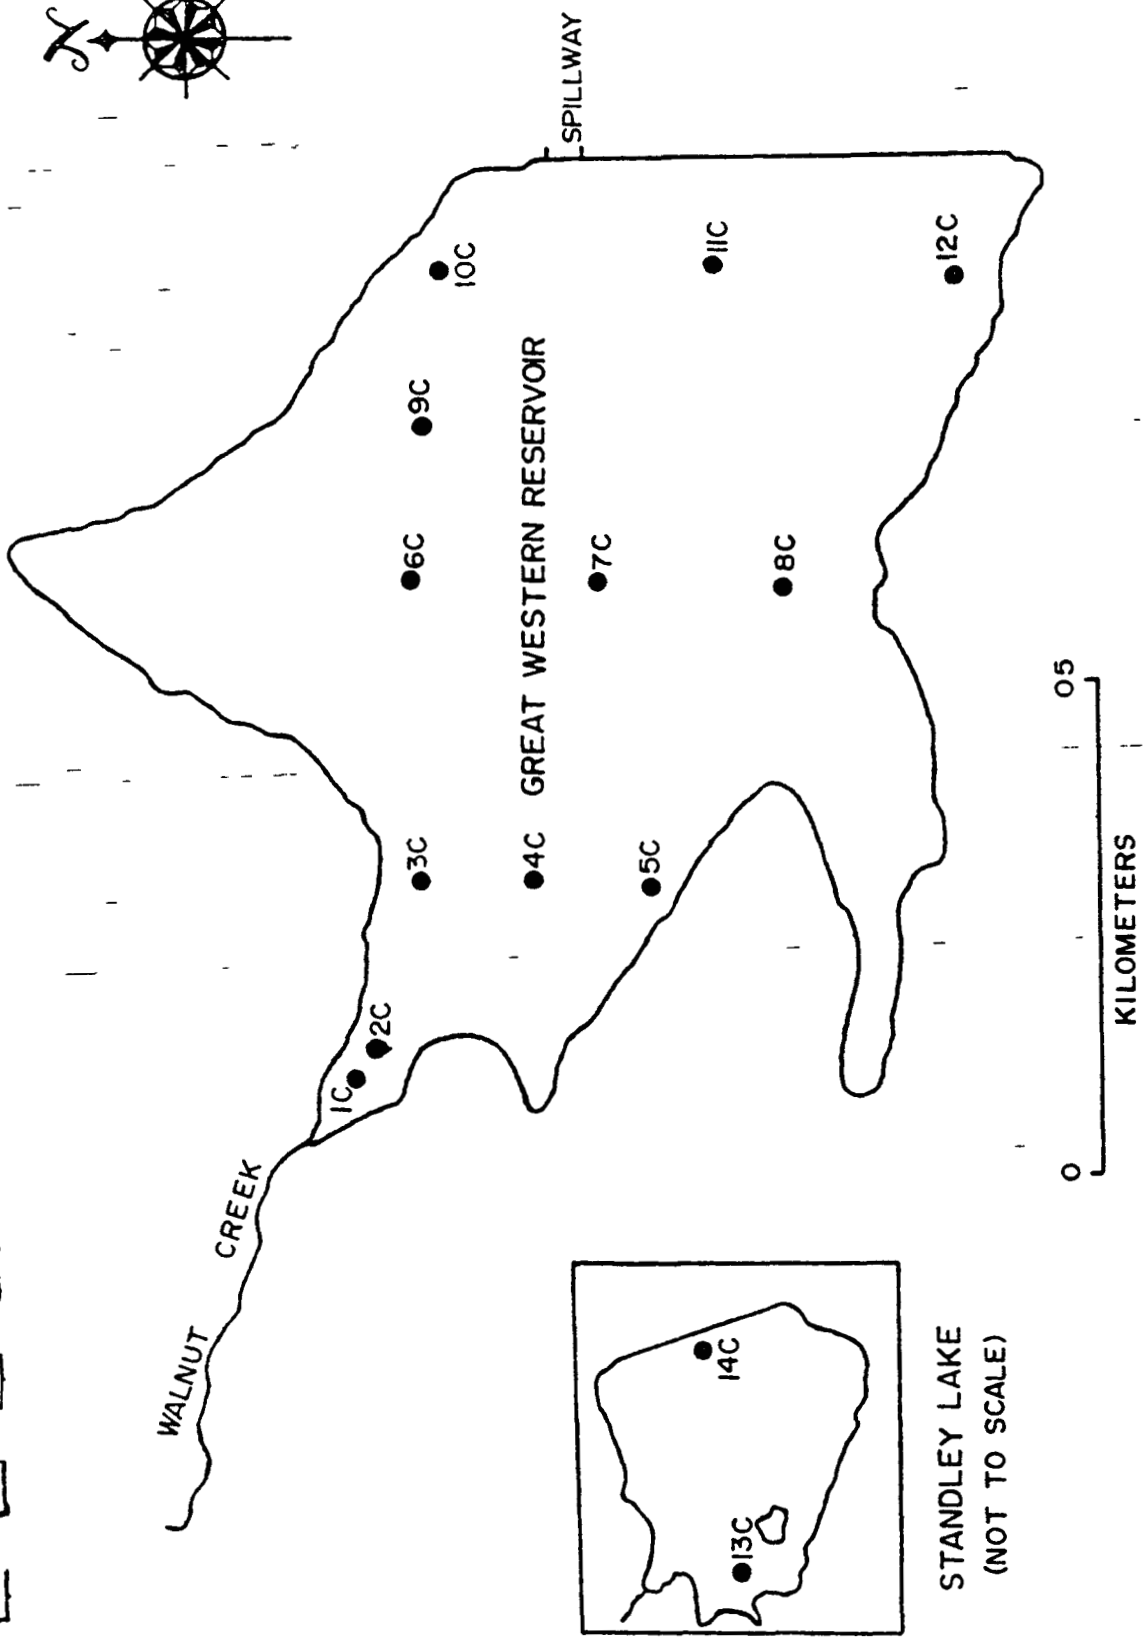 N
WALNUT CREEK
1C
2C
3C
4C
5C
6C
7C
8C
9C
10C
11C
12C
GREAT WESTERN RESERVOIR
SPILLWAY
13C
14C
STANDLEY LAKE
(NOT TO SCALE)
0 05
KILOMETERS